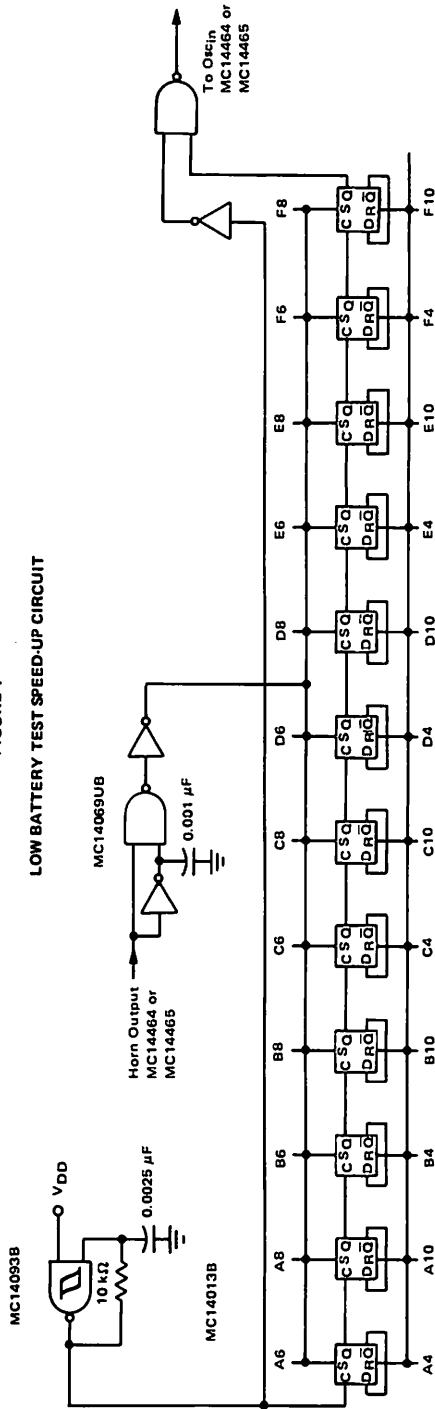 LOW BATTERY TEST SPEED-UP CIRCUIT
MC14093B
VDD
10 kΩ
0.0025 μF
MC14013B
MC14069UB
Horn Output
MC14464 or
MC14465
0.001 μF
To Oscin
MC14464 or
MC14465
A6 A8 B6 B8 C6 C8 D6 D8 E6 E8 F6 F8
C S Q C S Q C S Q C S Q C S Q C S Q C S Q C S Q C S Q C S Q C S Q C S Q
D R Q̅ D R Q̅ D R Q̅ D R Q̅ D R Q̅ D R Q̅ D R Q̅ D R Q̅ D R Q̅ D R Q̅ D R Q̅ D R Q̅
A4 A10 B4 B10 C4 C10 D4 D10 E4 E10 F4 F10